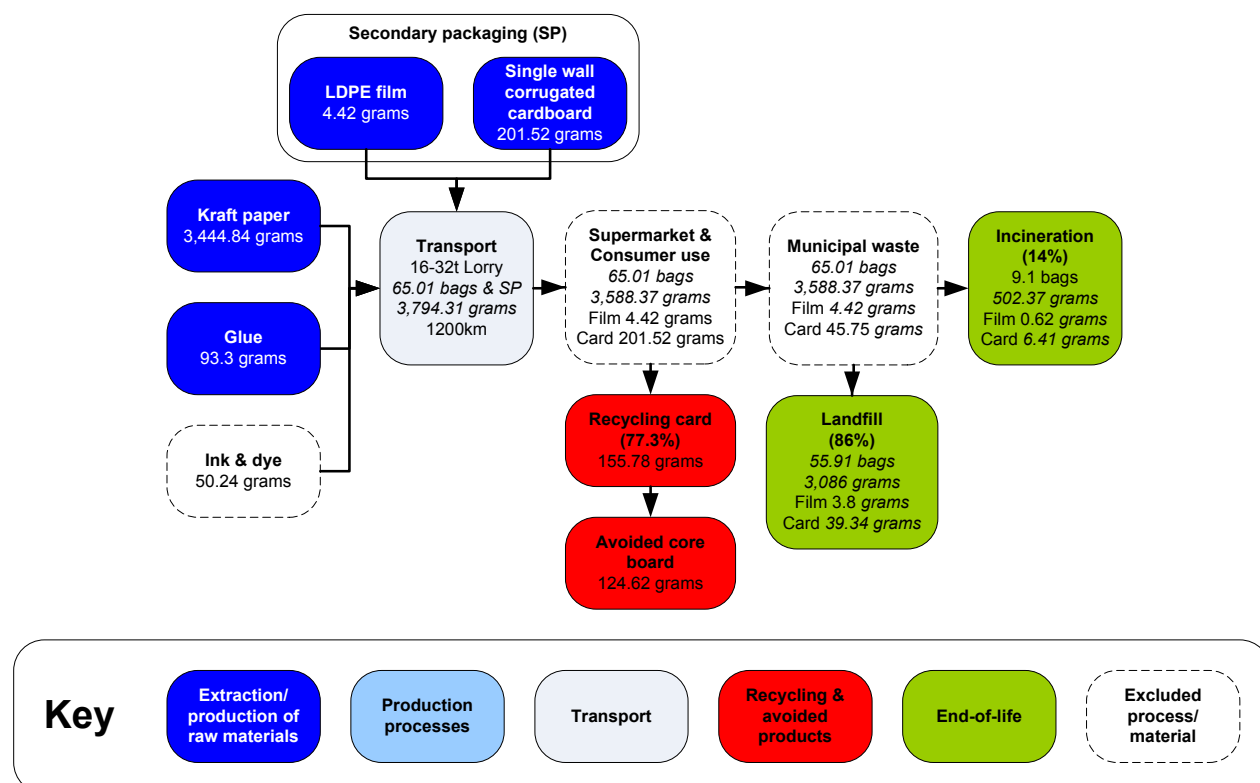 Secondary packaging (SP)
LDPE film
4.42 grams
Single wall
corrugated
cardboard
201.52 grams
Kraft paper
3,444.84 grams
Glue
93.3 grams
Ink & dye
50.24 grams
Transport
16-32t Lorry
65.01 bags & SP
3,794.31 grams
1200km
Supermarket &
Consumer use
65.01 bags
3,588.37 grams
Film 4.42 grams
Card 201.52 grams
Municipal waste
65.01 bags
3,588.37 grams
Film 4.42 grams
Card 45.75 grams
Incineration
(14%)
9.1 bags
502.37 grams
Film 0.62 grams
Card 6.41 grams
Recycling card
(77.3%)
155.78 grams
Avoided core
board
124.62 grams
Landfill
(86%)
55.91 bags
3,086 grams
Film 3.8 grams
Card 39.34 grams
Key
Extraction/
production of
raw materials
Production
processes
Transport
Recycling &
avoided
products
End-of-life
Excluded
process/
material